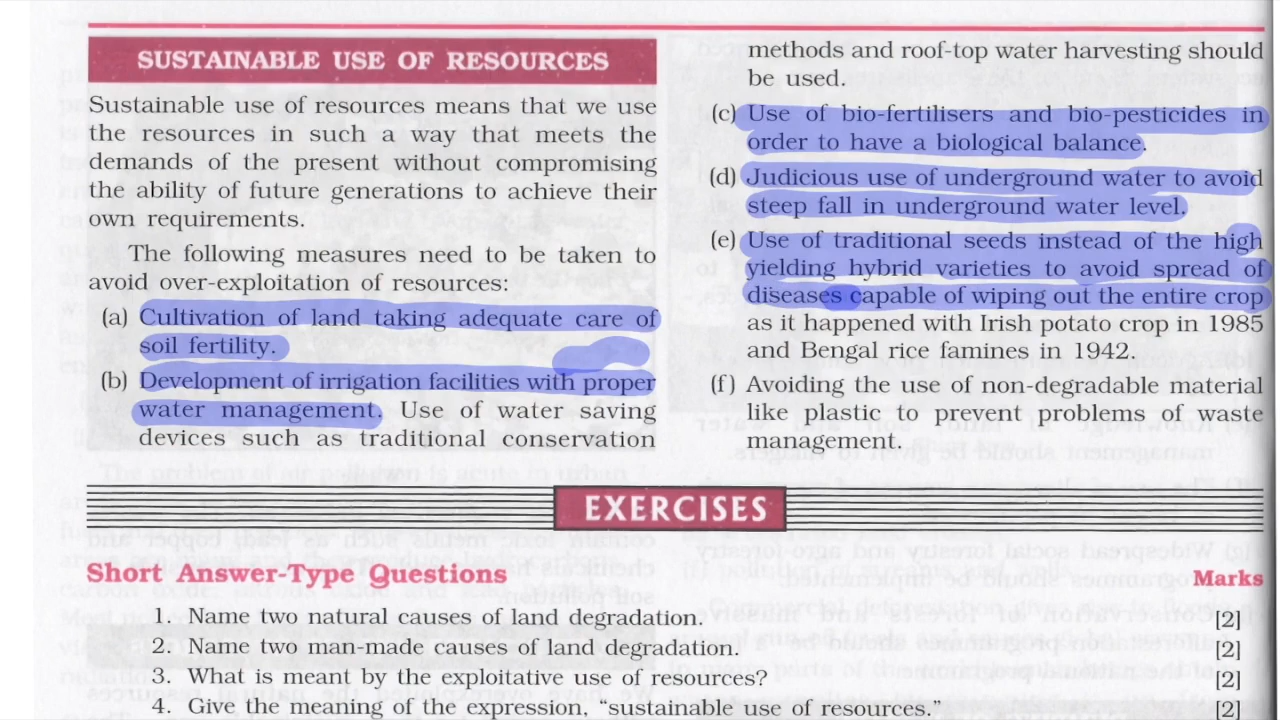 SUSTAINABLE USE OF RESOURCES
Sustainable use of resources means that we use
the resources in such a way that meets the
demands of the present without compromising
the ability of future generations to achieve their
own requirements.
The following measures need to be taken to
avoid over-exploitation of resources:
(a) Cultivation of land taking adequate care of
soil fertility.
(b) Development of irrigation facilities with proper
water management. Use of water saving
devices such as traditional conservation
methods and roof-top water harvesting should
be used.
(c) Use of bio-fertilisers and bio-pesticides in
order to have a biological balance.
(d) Judicious use of underground water to avoid
steep fall in underground water level.
(e) Use of traditional seeds instead of the high
yielding hybrid varieties to avoid spread of
diseases capable of wiping out the entire crop
as it happened with Irish potato crop in 1985
and Bengal rice famines in 1942.
(f) Avoiding the use of non-degradable material
like plastic to prevent problems of waste
management.
EXERCISES
Short Answer-Type Questions Marks
1. Name two natural causes of land degradation. [2]
2. Name two man-made causes of land degradation. [2]
3. What is meant by the exploitative use of resources? [2]
4. Give the meaning of the expression, “sustainable use of resources.” [2]